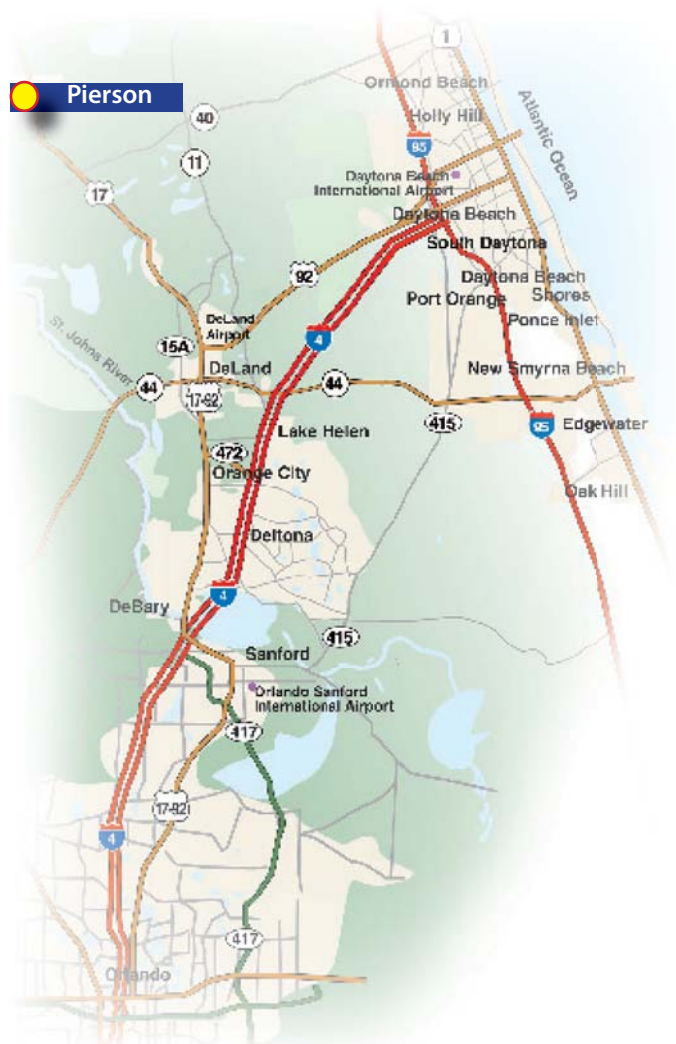 1
Ormond Beach
Pierson
40
Holly Hill
Atlantic Ocean
95
11
Daytona Beach
International Airport
17
Daytona Beach
South Daytona
92
Daytona Beach
Shores
Port Orange
Ponce Inlet
DeLand
Airport
St. Johns River
4
15A
DeLand
New Smyrna Beach
44
44
17-92
415
95
Edgewater
Lake Helen
472
Orange City
Oak Hill
Deltona
4
DeBary
415
Sanford
Orlando Sanford
International Airport
417
17-92
4
417
Orlando